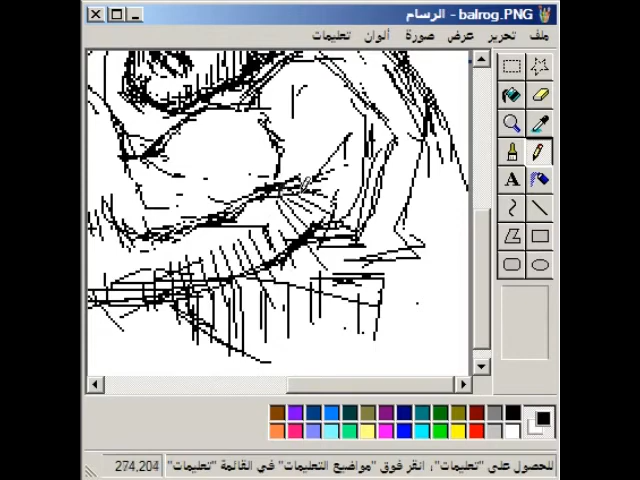 balrog.PNG - الرسام
ملف تحرير عرض صورة ألوان تعليمات
A
للحصول على "تعليمات"، انقر فوق "مواضيع التعليمات" في القائمة "تعليمات"
274,204